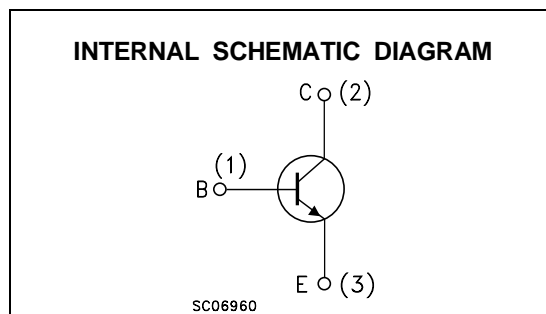 INTERNAL SCHEMATIC DIAGRAM
C (2)
(1)
B
E (3)
SC06960